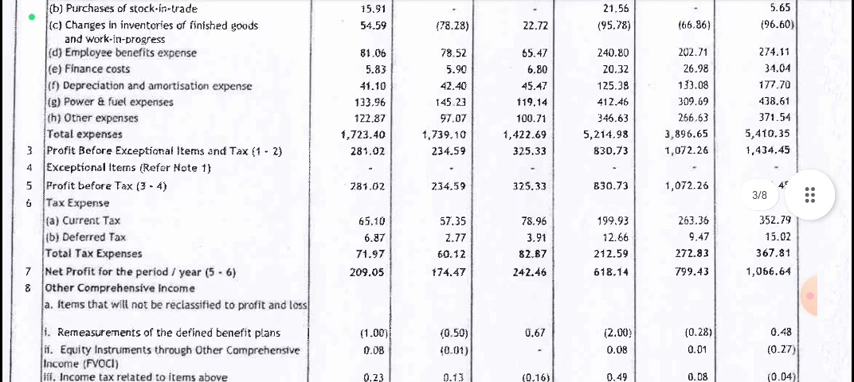 (b) Purchases of stock-in-trade 15.91 - - 21.56 - 5.65
(c) Changes in inventories of finished goods 54.59 (78.28) 22.72 (95.78) (66.86) (96.60)
and work-in-progress
(d) Employee benefits expense 81.06 78.52 65.47 240.80 202.71 274.11
(e) Finance costs 5.83 5.90 6.80 20.32 26.98 34.04
(f) Depreciation and amortisation expense 41.10 42.40 45.47 125.38 133.08 177.70
(g) Power & fuel expenses 133.96 145.23 119.14 412.46 309.69 438.61
(h) Other expenses 122.87 97.07 100.71 346.63 266.63 371.54
Total expenses 1,723.40 1,739.10 1,422.69 5,214.98 3,896.65 5,410.35
3 Profit Before Exceptional Items and Tax (1 - 2) 281.02 234.59 325.33 830.73 1,072.26 1,434.45
4 Exceptional Items (Refer Note 1) - - - - - -
5 Profit before Tax (3 - 4) 281.02 234.59 325.33 830.73 1,072.26
3/8
6 Tax Expense
(a) Current Tax 65.10 57.35 78.96 199.93 263.36 352.79
(b) Deferred Tax 6.87 2.77 3.91 12.66 9.47 15.02
Total Tax Expenses 71.97 60.12 82.87 212.59 272.83 367.81
7 Net Profit for the period / year (5 - 6) 209.05 174.47 242.46 618.14 799.43 1,066.64
8 Other Comprehensive Income
a. Items that will not be reclassified to profit and loss
i. Remeasurements of the defined benefit plans (1.00) (0.50) 0.67 (2.00) (0.28) 0.48
ii. Equity Instruments through Other Comprehensive 0.08 (0.01) - 0.08 0.01 (0.27)
Income (FVOCI)
iii. Income tax related to items above 0.23 0.13 (0.16) 0.49 0.08 (0.04)